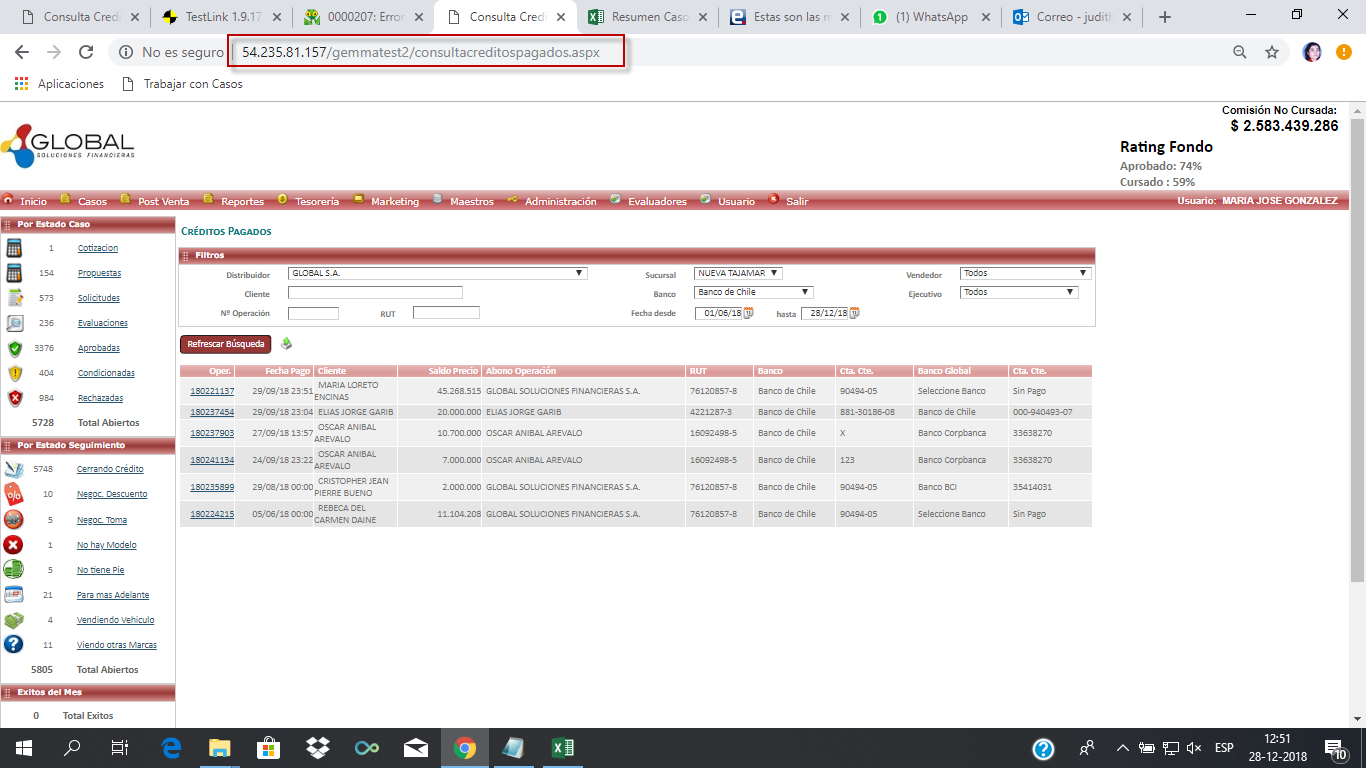 Consulta Credi
TestLink 1.9.17
0000207: Error
Consulta Credi
Resumen Caso
Estas son las m
(1) WhatsApp
Correo - judith
No es seguro
54.235.81.157/gemmatest2/consultacreditospagados.aspx
Aplicaciones
Trabajar con Casos
Comisión No Cursada:
$ 2.583.439.286
GLOBAL
SOLUCIONES FINANCIERAS
Rating Fondo
Aprobado: 74%
Cursado : 59%
Inicio Casos Post Venta Reportes Tesorería Marketing Maestros Administración Evaluadores Usuario Salir
Usuario: MARIA JOSE GONZALEZ
Por Estado Caso
1 Cotizacion
154 Propuestas
573 Solicitudes
236 Evaluaciones
3376 Aprobadas
404 Condicionadas
984 Rechazadas
5728 Total Abiertos
Por Estado Seguimiento
5748 Cerrando Crédito
10 Negoc. Descuento
5 Negoc. Toma
1 No hay Modelo
5 No tiene Pie
21 Para mas Adelante
4 Vendiendo Vehiculo
11 Viendo otras Marcas
5805 Total Abiertos
Exitos del Mes
0 Total Exitos
CRÉDITOS PAGADOS
Filtros
Distribuidor GLOBAL S.A. Sucursal NUEVA TAJAMAR Vendedor Todos
Cliente Banco Banco de Chile Ejecutivo Todos
Nº Operación RUT Fecha desde 01/06/18 hasta 28/12/18
Refrescar Búsqueda
Oper. Fecha Pago Cliente Saldo Precio Abono Operación RUT Banco Cta. Cte. Banco Global Cta. Cte.
180221137 29/09/18 23:51 MARIA LORETO ENCINAS 45.268.515 GLOBAL SOLUCIONES FINANCIERAS S.A. 76120857-8 Banco de Chile 90494-05 Seleccione Banco Sin Pago
180237454 29/09/18 23:04 ELIAS JORGE GARIB 20.000.000 ELIAS JORGE GARIB 4221287-3 Banco de Chile 881-30186-08 Banco de Chile 000-940493-07
180237903 27/09/18 13:57 OSCAR ANIBAL AREVALO 10.700.000 OSCAR ANIBAL AREVALO 16092498-5 Banco de Chile X Banco Corpbanca 33638270
180241134 24/09/18 23:22 OSCAR ANIBAL AREVALO 7.000.000 OSCAR ANIBAL AREVALO 16092498-5 Banco de Chile 123 Banco Corpbanca 33638270
180235899 29/08/18 00:00 CRISTOPHER JEAN PIERRE BUENO 2.000.000 GLOBAL SOLUCIONES FINANCIERAS S.A. 76120857-8 Banco de Chile 90494-05 Banco BCI 35414031
180224215 05/06/18 00:00 REBECA DEL CARMEN DAINE 11.104.208 GLOBAL SOLUCIONES FINANCIERAS S.A. 76120857-8 Banco de Chile 90494-05 Seleccione Banco Sin Pago
ESP
12:51
28-12-2018
10